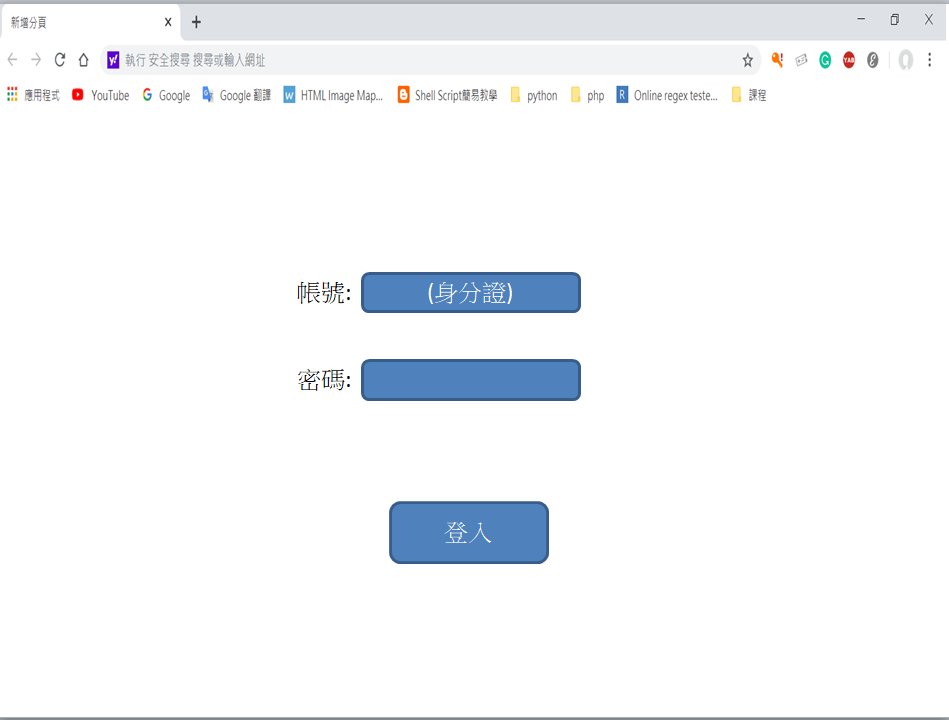 新增分頁
執行 安全搜尋 搜尋或輸入網址
應用程式 YouTube Google Google 翻譯 HTML Image Map... Shell Script簡易教學 python php Online regex teste... 課程
帳號: (身分證)
密碼:
登入